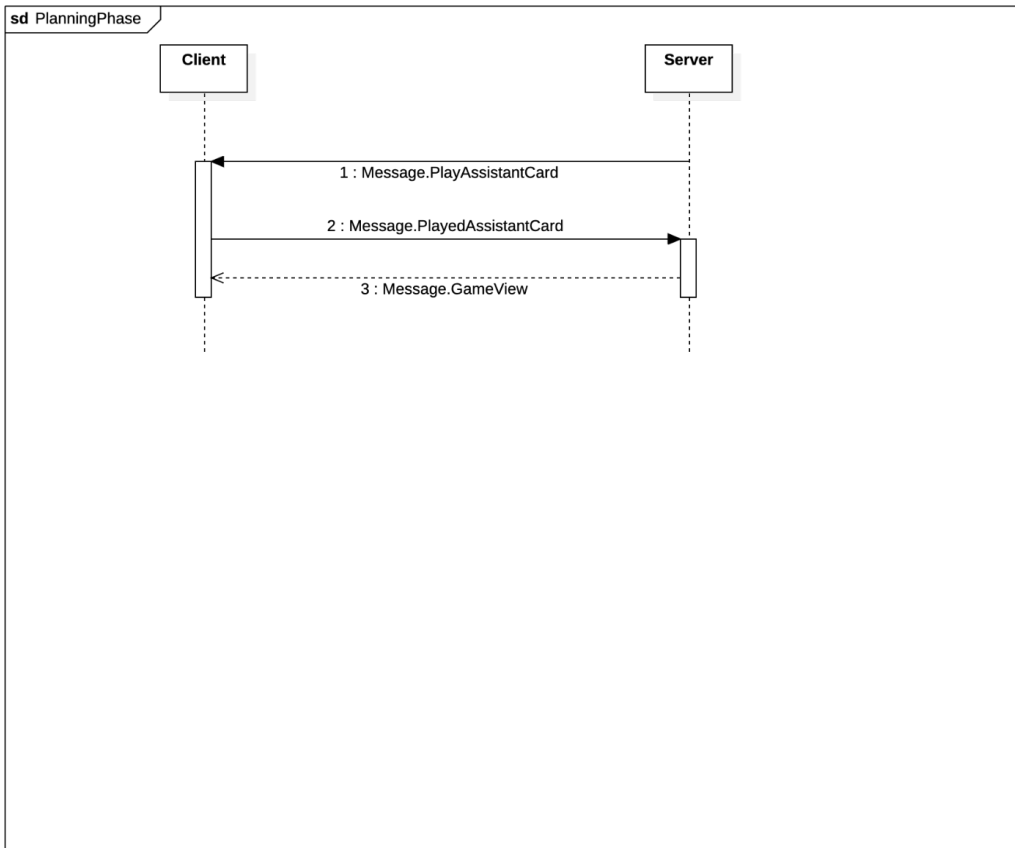 sd PlanningPhase
Client
Server
1 : Message.PlayAssistantCard
2 : Message.PlayedAssistantCard
3 : Message.GameView